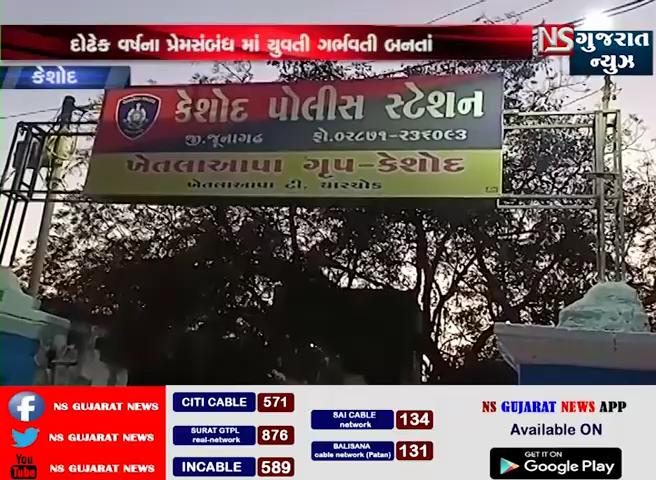 દોઢેક વર્ષના પ્રેમસંબંધ માં યુવતી ગર્ભવતી બનતાં
NS ગુજરાત ન્યુઝ
કેશોદ
કેશોદ પોલીસ સ્ટેશન
જી.જૂનાગઢ ફો.૦૨૮૭૧-૨૩૬૦૯૩
ખેતલાઆપા ગૃપ-કેશોદ
ખેતલાઆપા ટી. ચારચોક
NS GUJARAT NEWS
NS GUJARAT NEWS
You Tube NS GUJARAT NEWS
CITI CABLE 571
SURAT GTPL real-network 876
INCABLE 589
SAI CABLE network 134
BALISANA cable network (Patan) 131
NS GUJARAT NEWS APP
Available ON
GET IT ON
Google Play